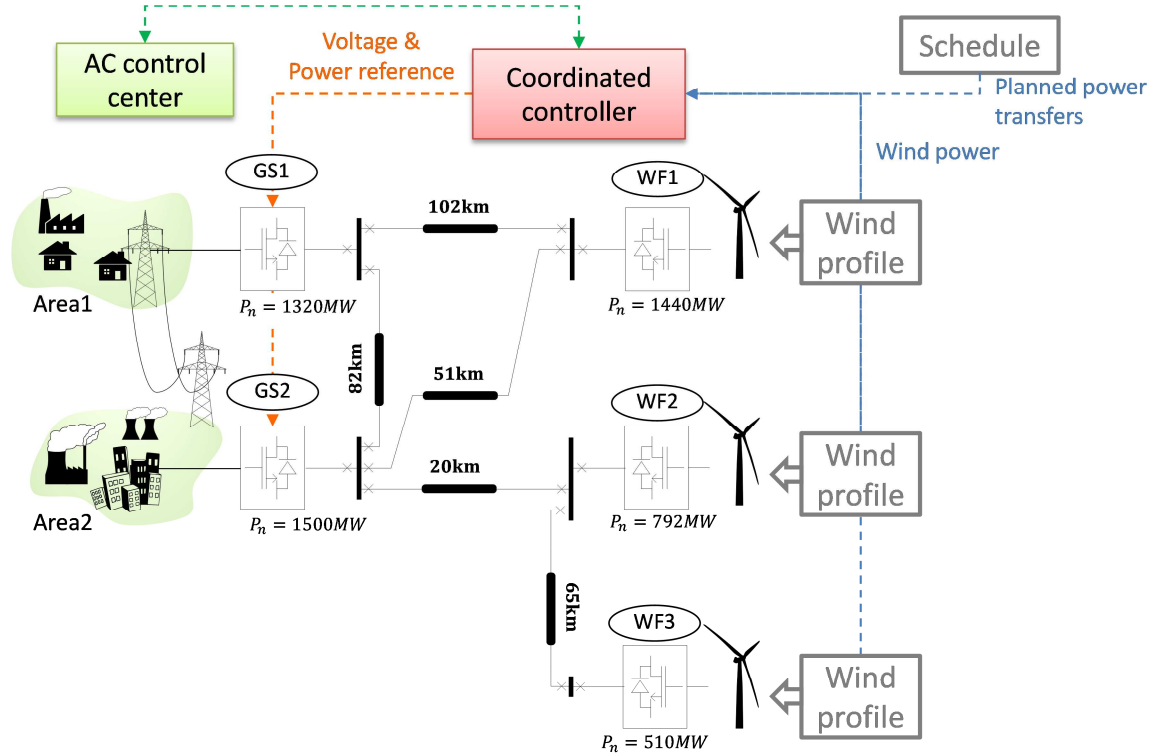 Schedule
AC control
center
Voltage &
Power reference
Coordinated
controller
Planned power
transfers
Wind power
GS1
WF1
102km
Wind
profile
Area1
P_n = 1320MW
P_n = 1440MW
82km
51km
GS2
WF2
20km
Wind
profile
Area2
P_n = 1500MW
P_n = 792MW
65km
WF3
Wind
profile
P_n = 510MW